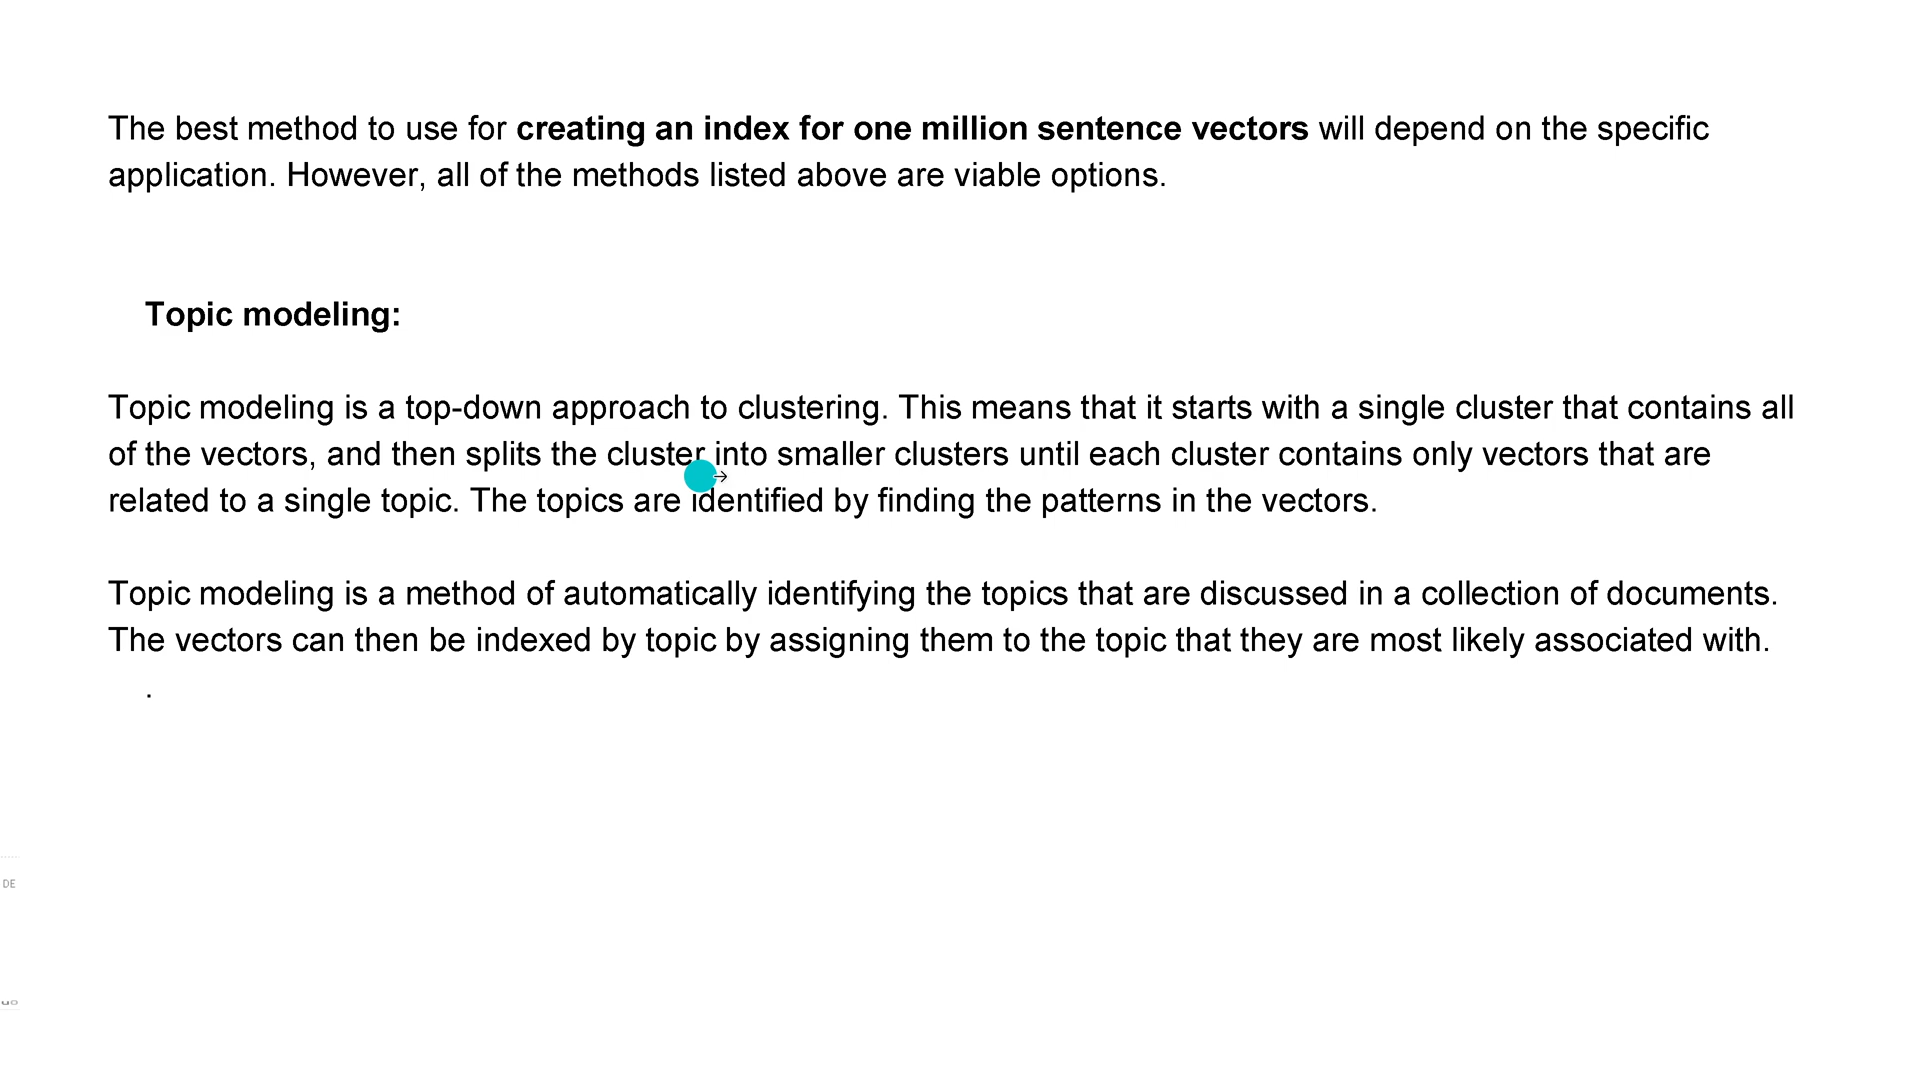 The best method to use for creating an index for one million sentence vectors will depend on the specific
application. However, all of the methods listed above are viable options.
Topic modeling:
Topic modeling is a top-down approach to clustering. This means that it starts with a single cluster that contains all
of the vectors, and then splits the cluster into smaller clusters until each cluster contains only vectors that are
related to a single topic. The topics are identified by finding the patterns in the vectors.
Topic modeling is a method of automatically identifying the topics that are discussed in a collection of documents.
The vectors can then be indexed by topic by assigning them to the topic that they are most likely associated with.
.
DE